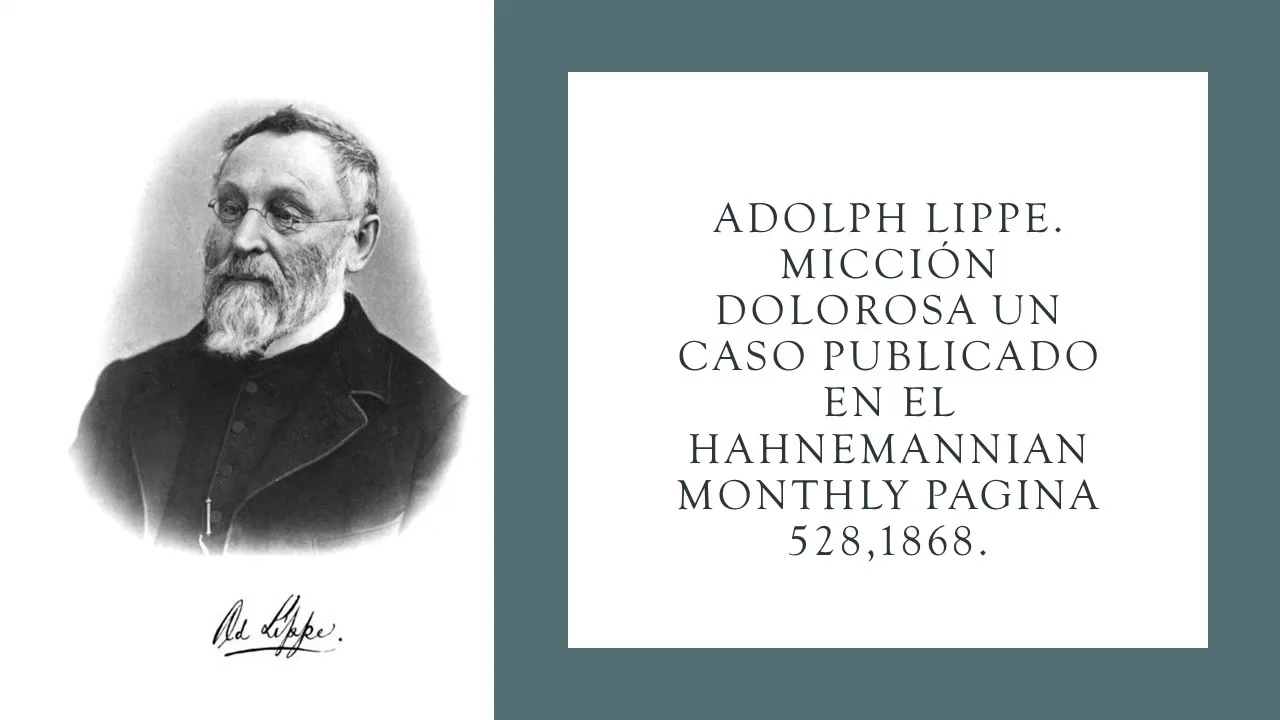 Ad Lippe.
ADOLPH LIPPE.
MICCIÓN
DOLOROSA UN
CASO PUBLICADO
EN EL
HAHNEMANNIAN
MONTHLY PAGINA
528,1868.